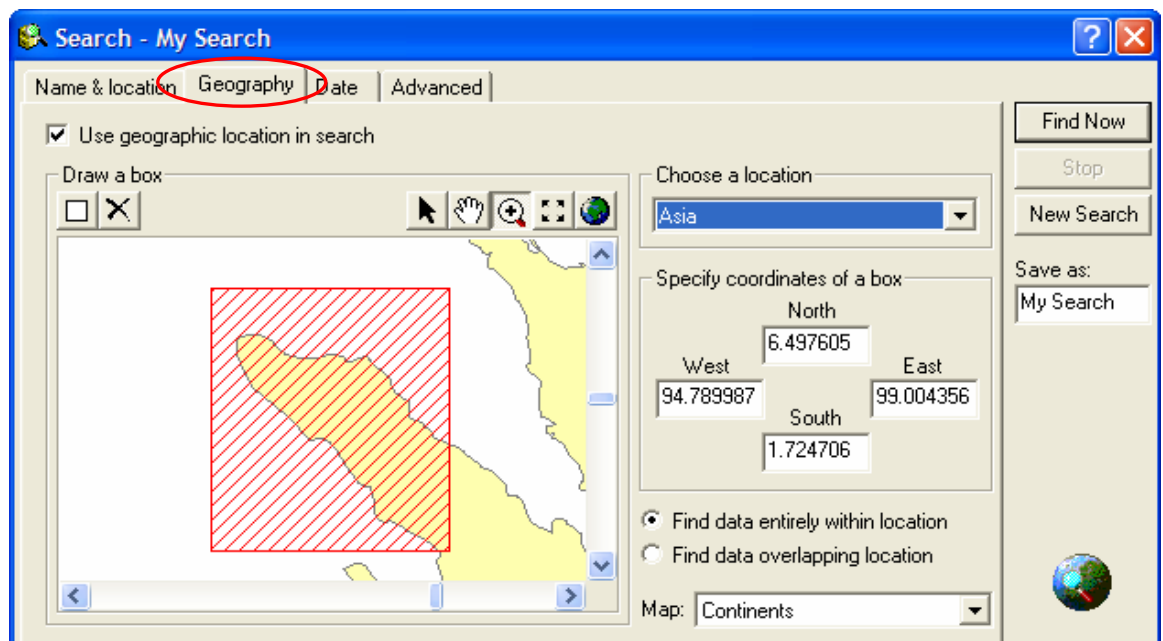 Search - My Search
Name & location Geography Date Advanced
Use geographic location in search
Draw a box
Choose a location
Asia
Specify coordinates of a box
North
6.497605
West
94.789987
East
99.004356
South
1.724706
Find data entirely within location
Find data overlapping location
Map: Continents
Find Now
Stop
New Search
Save as:
My Search